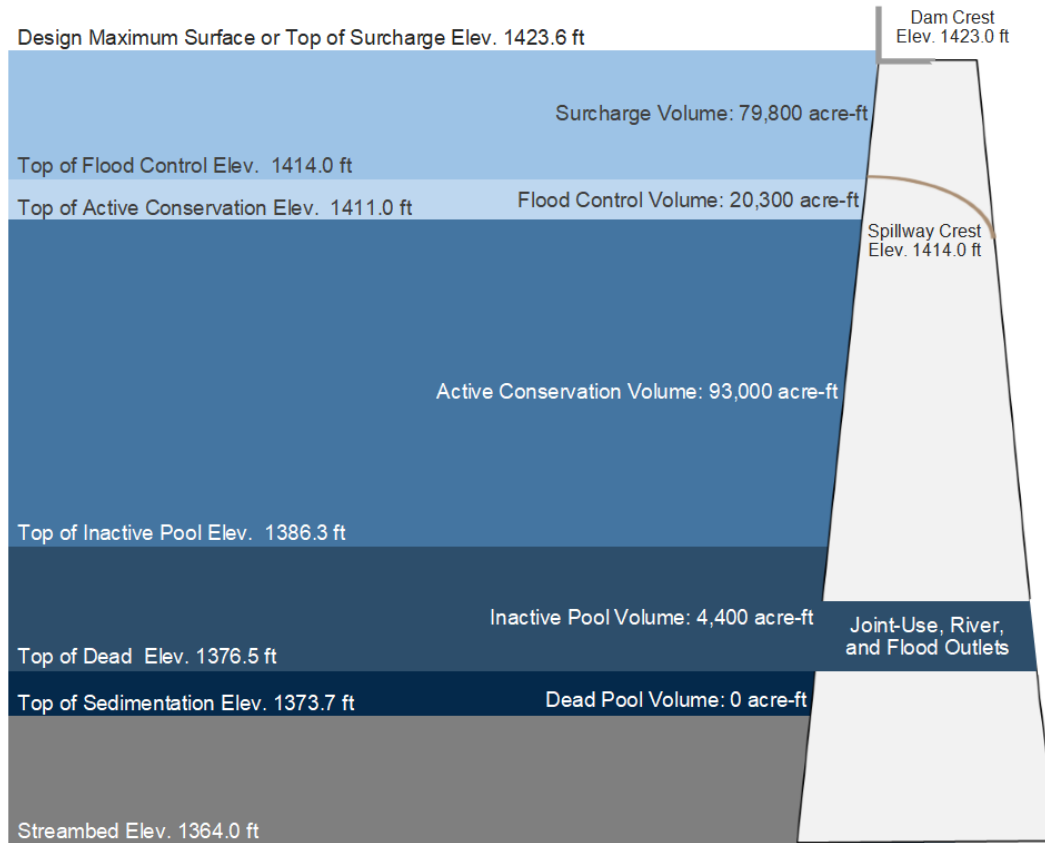 Design Maximum Surface or Top of Surcharge Elev. 1423.6 ft
Dam Crest
Elev. 1423.0 ft
Surcharge Volume: 79,800 acre-ft
Top of Flood Control Elev. 1414.0 ft
Top of Active Conservation Elev. 1411.0 ft
Flood Control Volume: 20,300 acre-ft
Spillway Crest
Elev. 1414.0 ft
Active Conservation Volume: 93,000 acre-ft
Top of Inactive Pool Elev. 1386.3 ft
Inactive Pool Volume: 4,400 acre-ft
Joint-Use, River,
and Flood Outlets
Top of Dead Elev. 1376.5 ft
Top of Sedimentation Elev. 1373.7 ft
Dead Pool Volume: 0 acre-ft
Streambed Elev. 1364.0 ft